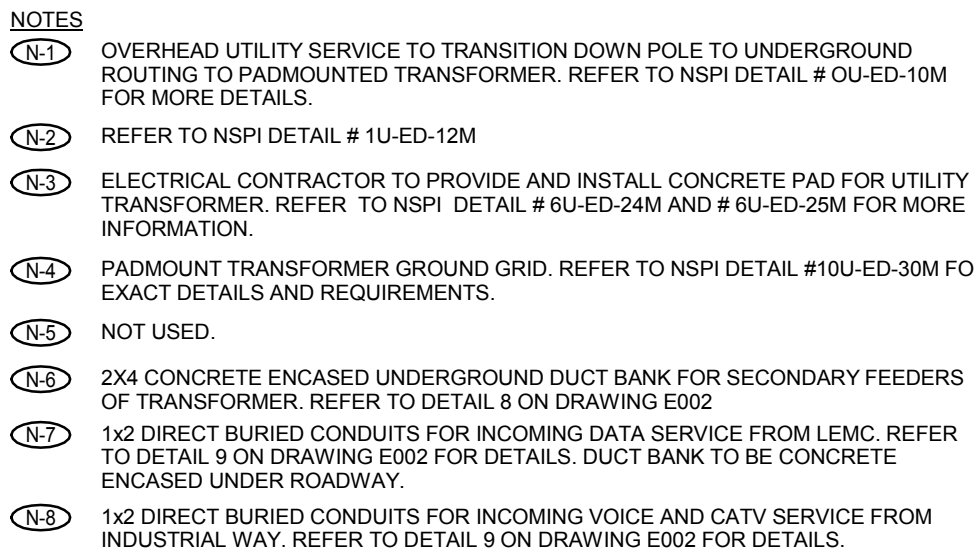 NOTES
N-1 OVERHEAD UTILITY SERVICE TO TRANSITION DOWN POLE TO UNDERGROUND
ROUTING TO PADMOUNTED TRANSFORMER. REFER TO NSPI DETAIL # OU-ED-10M
FOR MORE DETAILS.
N-2 REFER TO NSPI DETAIL # 1U-ED-12M
N-3 ELECTRICAL CONTRACTOR TO PROVIDE AND INSTALL CONCRETE PAD FOR UTILITY
TRANSFORMER. REFER TO NSPI DETAIL # 6U-ED-24M AND # 6U-ED-25M FOR MORE
INFORMATION.
N-4 PADMOUNT TRANSFORMER GROUND GRID. REFER TO NSPI DETAIL #10U-ED-30M FO
EXACT DETAILS AND REQUIREMENTS.
N-5 NOT USED.
N-6 2X4 CONCRETE ENCASED UNDERGROUND DUCT BANK FOR SECONDARY FEEDERS
OF TRANSFORMER. REFER TO DETAIL 8 ON DRAWING E002
N-7 1x2 DIRECT BURIED CONDUITS FOR INCOMING DATA SERVICE FROM LEMC. REFER
TO DETAIL 9 ON DRAWING E002 FOR DETAILS. DUCT BANK TO BE CONCRETE
ENCASED UNDER ROADWAY.
N-8 1x2 DIRECT BURIED CONDUITS FOR INCOMING VOICE AND CATV SERVICE FROM
INDUSTRIAL WAY. REFER TO DETAIL 9 ON DRAWING E002 FOR DETAILS.